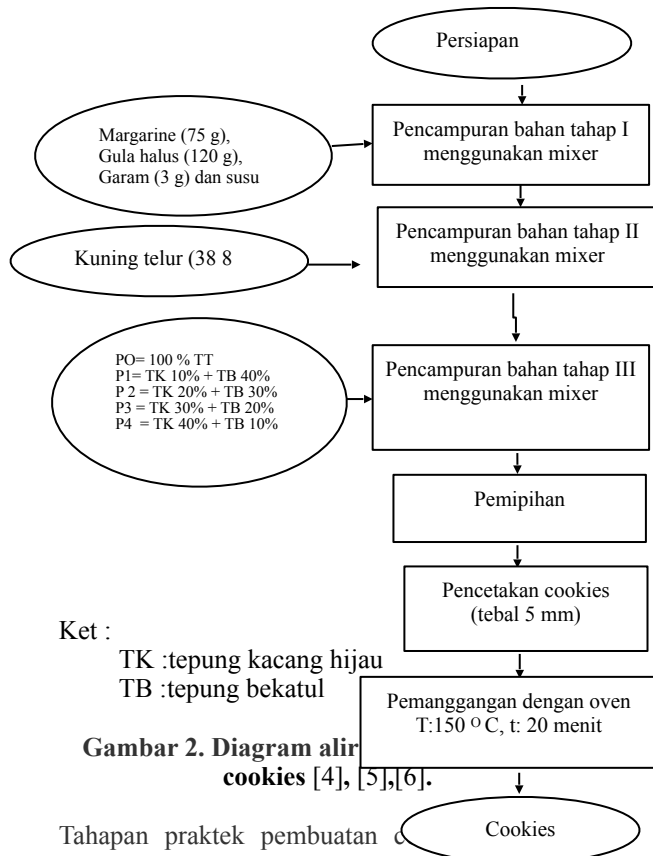 Persiapan
Margarine (75 g),
Gula halus (120 g),
Garam (3 g) dan susu
Pencampuran bahan tahap I
menggunakan mixer
Kuning telur (38 8
Pencampuran bahan tahap II
menggunakan mixer
PO= 100 % TT
P1= TK 10% + TB 40%
P 2 = TK 20% + TB 30%
P3 = TK 30% + TB 20%
P4 = TK 40% + TB 10%
Pencampuran bahan tahap III
menggunakan mixer
Pemipihan
Pencetakan cookies
(tebal 5 mm)
Ket :
TK :tepung kacang hijau
TB :tepung bekatul
Pemanggangan dengan oven
T:150 ᴼ C, t: 20 menit
Gambar 2. Diagram alir
cookies [4], [5],[6].
Cookies
Tahapan praktek pembuatan